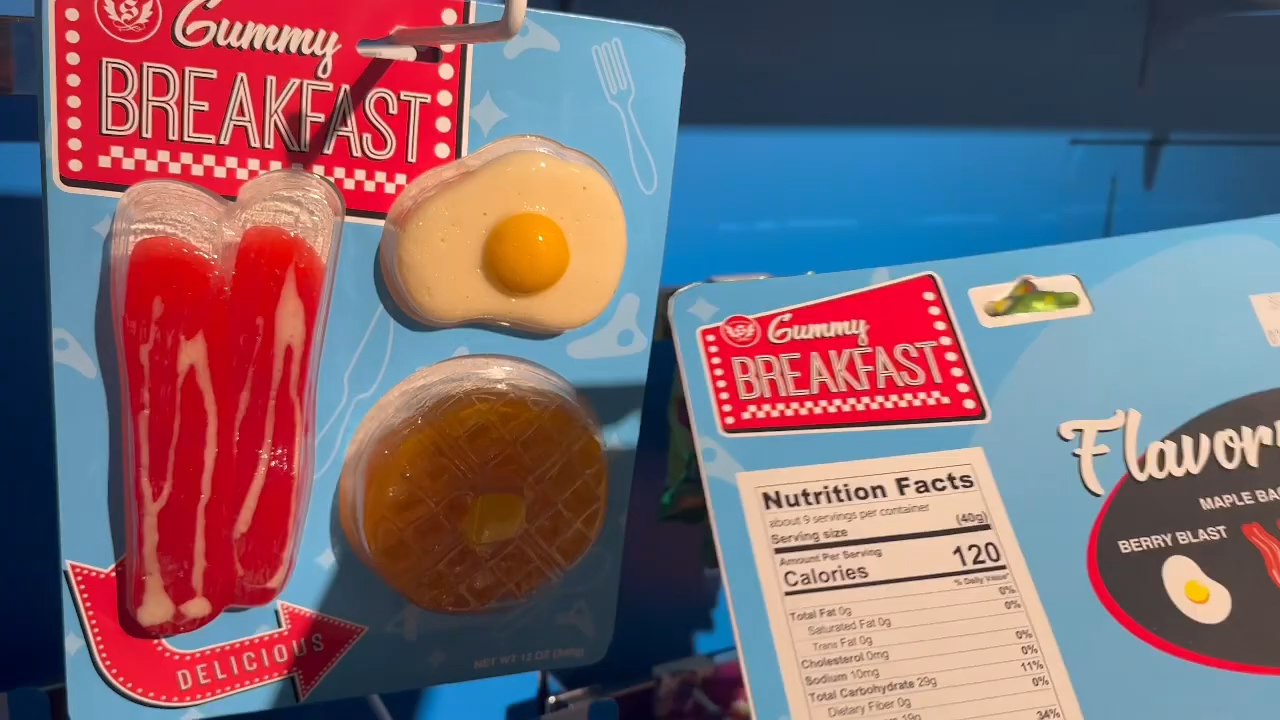 Gummy
BREAKFAST
DELICIOUS
NET WT 12 OZ
Gummy
BREAKFAST
Nutrition Facts
about 9 servings per container
Serving size (40g)
Amount Per Serving
Calories 120
% Daily Value*
Total Fat 0g 0%
Saturated Fat 0g 0%
Trans Fat 0g
Cholesterol 0mg 0%
Sodium 10mg 0%
Total Carbohydrate 29g 11%
Dietary Fiber 0g 0%
19g 34%
Flavor
MAPLE BA
BERRY BLAST